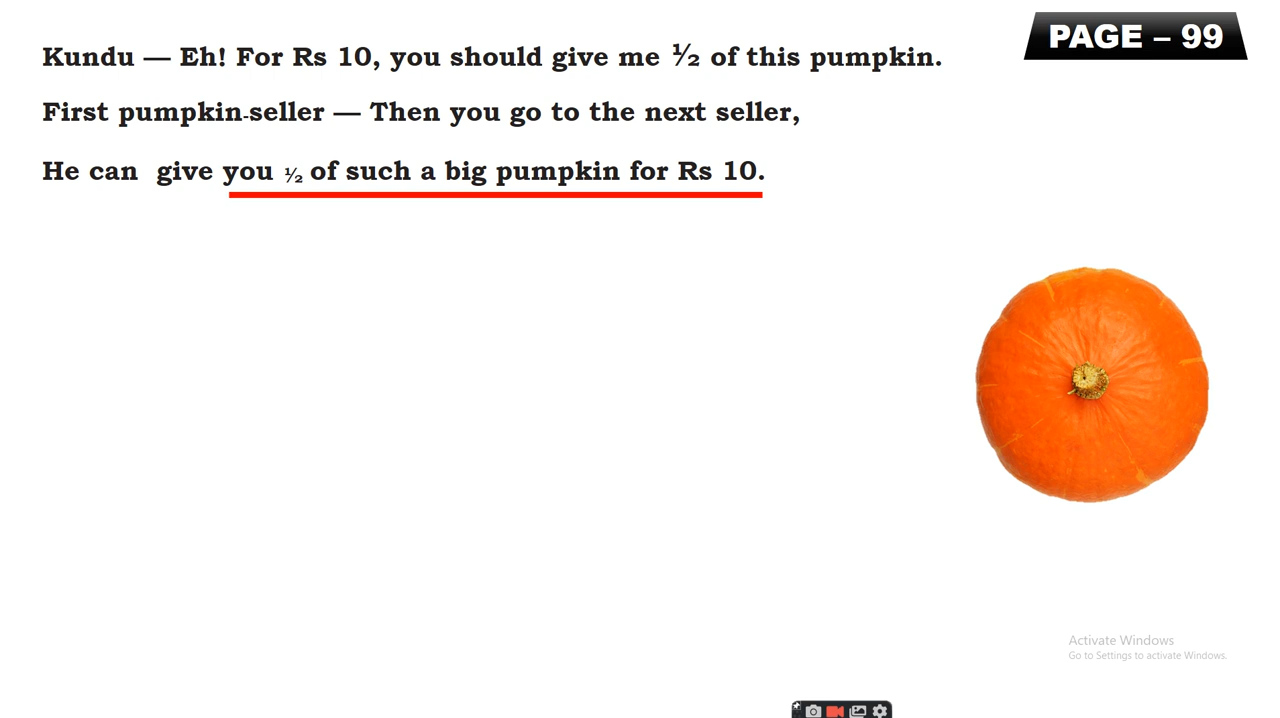 PAGE – 99
Kundu — Eh! For Rs 10, you should give me ½ of this pumpkin.
First pumpkin-seller — Then you go to the next seller,
He can give you ½ of such a big pumpkin for Rs 10.
Activate Windows
Go to Settings to activate Windows.